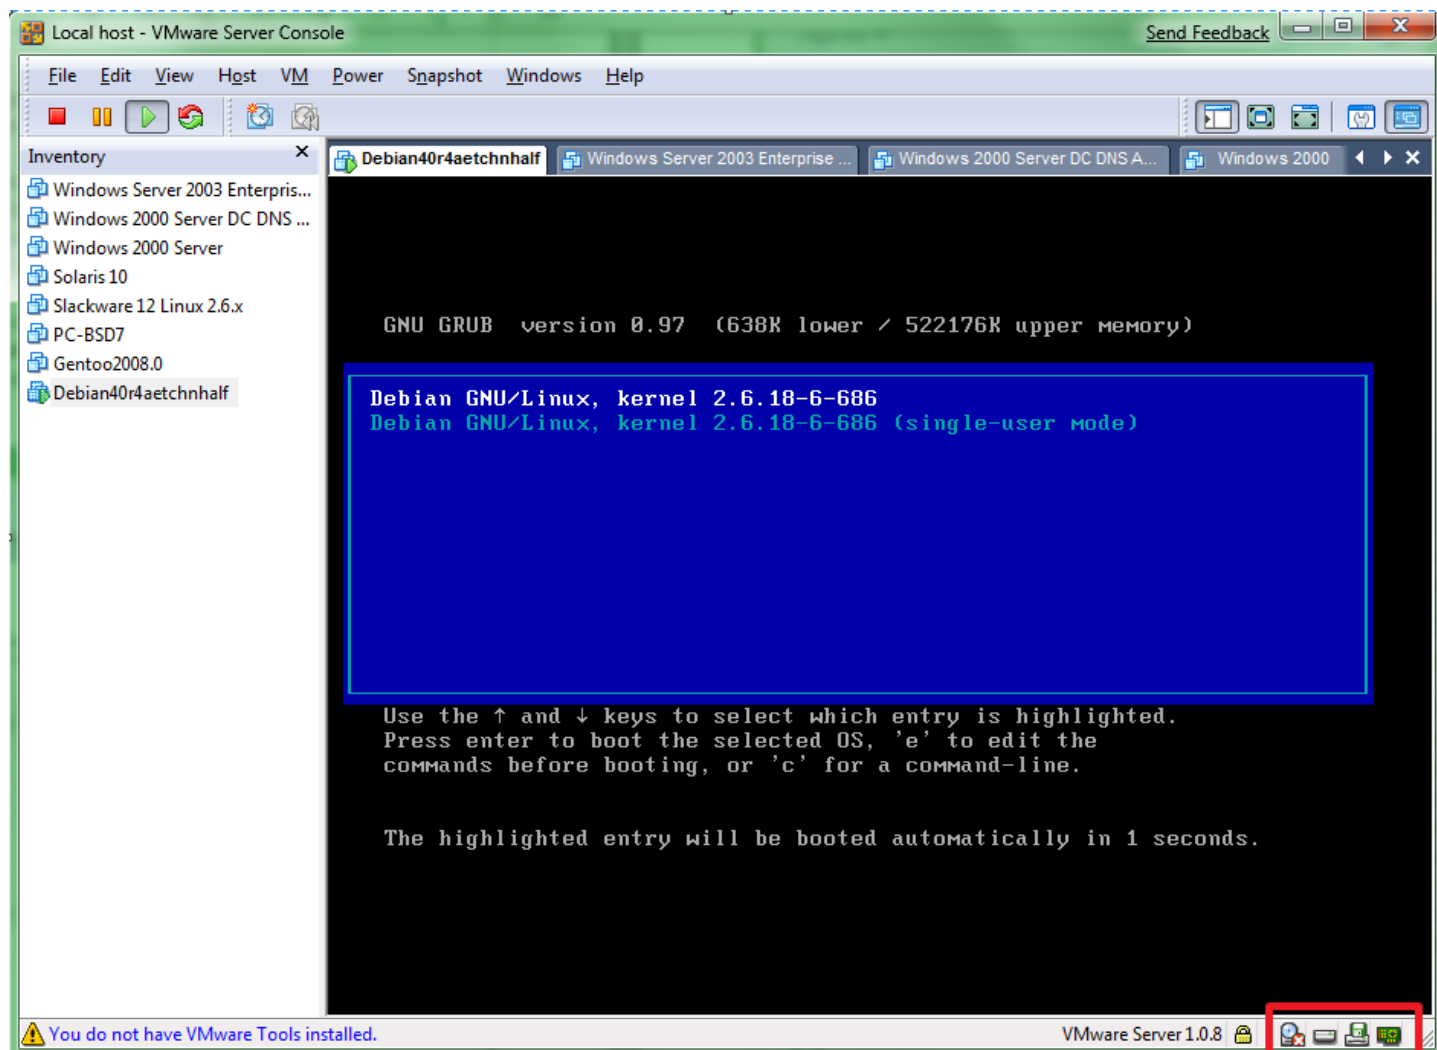 Local host - VMware Server Console
Send Feedback
File Edit View Host VM Power Snapshot Windows Help
Inventory
Debian40r4aetchnhalf
Windows Server 2003 Enterprise ...
Windows 2000 Server DC DNS A...
Windows 2000
Windows Server 2003 Enterpris...
Windows 2000 Server DC DNS ...
Windows 2000 Server
Solaris 10
Slackware 12 Linux 2.6.x
PC-BSD7
Gentoo2008.0
Debian40r4aetchnhalf
GNU GRUB version 0.97 (638K lower / 522176K upper memory)
Debian GNU/Linux, kernel 2.6.18-6-686
Debian GNU/Linux, kernel 2.6.18-6-686 (single-user mode)
Use the ↑ and ↓ keys to select which entry is highlighted.
Press enter to boot the selected OS, 'e' to edit the
commands before booting, or 'c' for a command-line.
The highlighted entry will be booted automatically in 1 seconds.
You do not have VMware Tools installed.
VMware Server 1.0.8